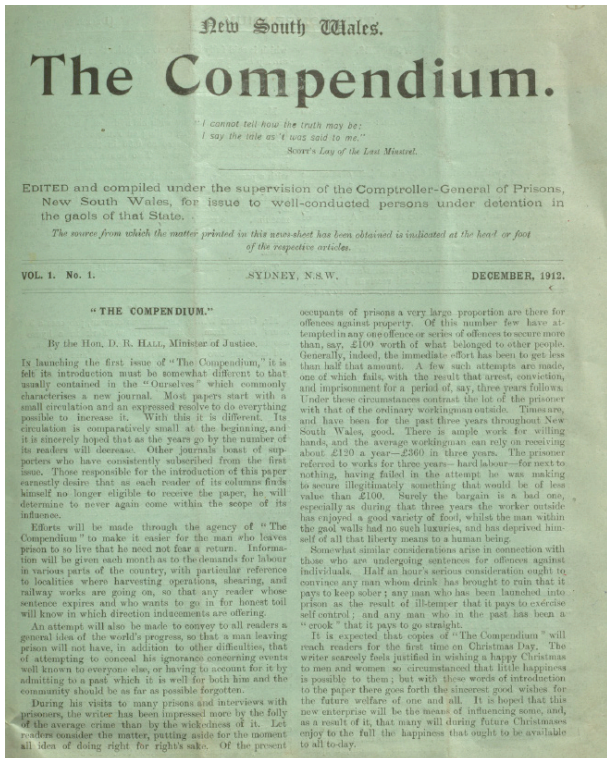 New South Wales.
The Compendium.
"I cannot tell how the truth may be;
I say the tale as 't was said to me."
SCOTT'S Lay of the Last Minstrel.
EDITED and compiled under the supervision of the Comptroller-General of Prisons,
New South Wales, for issue to well-conducted persons under detention in
the gaols of that State.
The source from which the matter printed in this news-sheet has been obtained is indicated at the head or foot
of the respective articles.
VOL. 1. No. 1.
SYDNEY, N.S.W.
DECEMBER, 1912.
"THE COMPENDIUM."
By the Hon. D. R. HALL, Minister of Justice.
IN launching the first issue of "The Compendium," it is
felt its introduction must be somewhat different to that
usually contained in the "Ourselves" which commonly
characterises a new journal. Most papers start with a
small circulation and an expressed resolve to do everything
possible to increase it. With this it is different. Its
circulation is comparatively small at the beginning, and
it is sincerely hoped that as the years go by the number of
its readers will decrease. Other journals boast of sup-
porters who have consistently subscribed from the first
issue. Those responsible for the introduction of this paper
earnestly desire that as each reader of its columns finds
himself no longer eligible to receive the paper, he will
determine to never again come within the scope of its
influence.
Efforts will be made through the agency of "The
Compendium" to make it easier for the man who leaves
prison to so live that he need not fear a return. Informa-
tion will be given each month as to the demands for labour
in various parts of the country, with particular reference
to localities where harvesting operations, shearing, and
railway works are going on, so that any reader whose
sentence expires and who wants to go in for honest toil
will know in which direction inducements are offering.
An attempt will also be made to convey to all readers a
general idea of the world's progress, so that a man leaving
prison will not have, in addition to other difficulties, that
of attempting to conceal his ignorance concerning events
well known to everyone else, or having to account for it by
admitting to a past which it is well for both him and the
community should be as far as possible forgotten.
During his visits to many prisons and interviews with
prisoners, the writer has been impressed more by the folly
of the average crime than by the wickedness of it. Let
readers consider the matter, putting aside for the moment
all idea of doing right for right's sake. Of the present
occupants of prisons a very large proportion are there for
offences against property. Of this number few have at-
tempted in any one offence or series of offences to secure more
than, say, £100 worth of what belonged to other people.
Generally, indeed, the immediate effort has been to get less
than half that amount. A few such attempts are made,
one of which fails, with the result that arrest, conviction,
and imprisonment for a period of, say, three years follows.
Under those circumstances contrast the lot of the prisoner
with that of the ordinary workingman outside. Times are,
and have been for the past three years throughout New
South Wales, good. There is ample work for willing
hands, and the average workingman can rely on receiving
about £120 a year—£360 in three years. The prisoner
referred to works for three years—hard labour—for next to
nothing, having failed in the attempt he was making
to secure illegitimately something that would be of less
value than £100. Surely the bargain is a bad one,
especially as during that three years the worker outside
has enjoyed a good variety of food, whilst the man within
the gaol walls had no such luxuries, and has deprived him-
self of all that liberty means to a human being.
Somewhat similar considerations arise in connection with
those who are undergoing sentences for offences against
individuals. Half an hour's serious consideration ought to
convince any man whom drink has brought to ruin that it
pays to keep sober; any man who has been launched into
prison as the result of ill-temper that it pays to exercise
self control; and any man who in the past has been a
"crook" that it pays to go straight.
It is expected that copies of "The Compendium" will
reach readers for the first time on Christmas Day. The
writer scarcely feels justified in wishing a happy Christmas
to men and women so circumstanced that little happiness
is possible to them; but with these words of introduction
to the paper there goes forth the sincerest good wishes for
the future welfare of one and all. It is hoped that this
new enterprise will be the means of influencing some, and,
as a result of it, that many will during future Christmases
enjoy to the full the happiness that ought to be available
to all to-day.